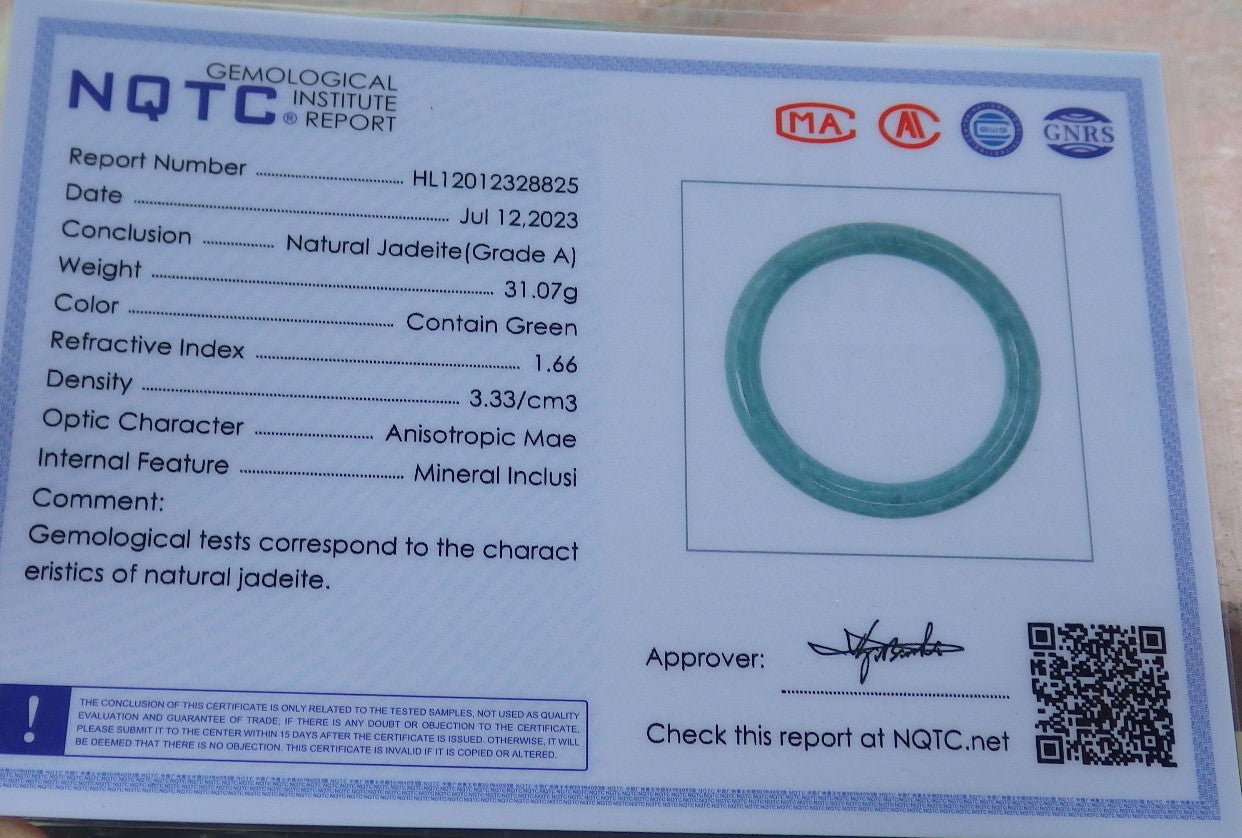 NQTC® GEMOLOGICAL
INSTITUTE
REPORT
MA
GNRS
Report Number HL12012328825
Date Jul 12,2023
Conclusion Natural Jadeite(Grade A)
Weight 31.07g
Color Contain Green
Refractive Index 1.66
Density 3.33/cm3
Optic Character Anisotropic Mae
Internal Feature Mineral Inclusi
Comment:
Gemological tests correspond to the charact
eristics of natural jadeite.
! THE CONCLUSION OF THIS CERTIFICATE IS ONLY RELATED TO THE TESTED SAMPLES, NOT USED AS QUALITY
EVALUATION AND GUARANTEE OF TRADE; IF THERE IS ANY DOUBT OR OBJECTION TO THE CERTIFICATE,
PLEASE SUBMIT IT TO THE CENTER WITHIN 15 DAYS AFTER THE CERTIFICATE IS ISSUED. OTHERWISE, IT WILL
BE DEEMED THAT THERE IS NO OBJECTION. THIS CERTIFICATE IS INVALID IF IT IS COPIED OR ALTERED.
Approver:
Check this report at NQTC.net